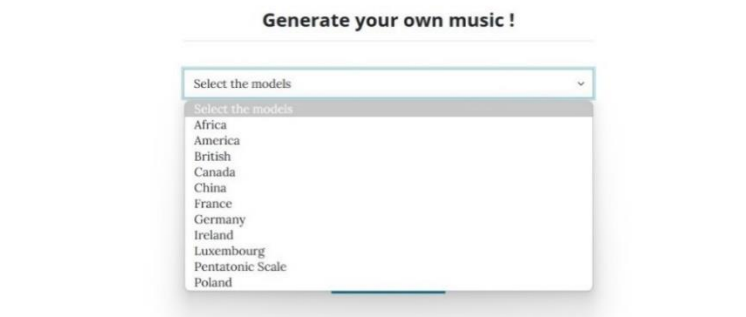 Generate your own music !
Select the models
Select the models
Africa
America
British
Canada
China
France
Germany
Ireland
Luxembourg
Pentatonic Scale
Poland